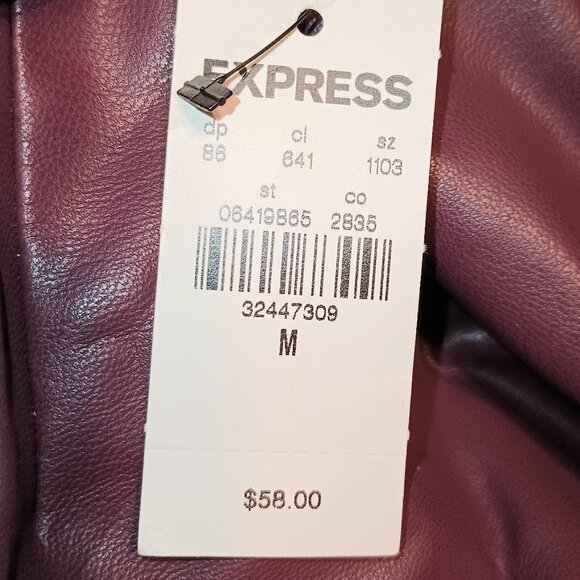 EXPRESS
dp cl sz
86 641 1103
st co
06419865 2835
32447309
M
$58.00